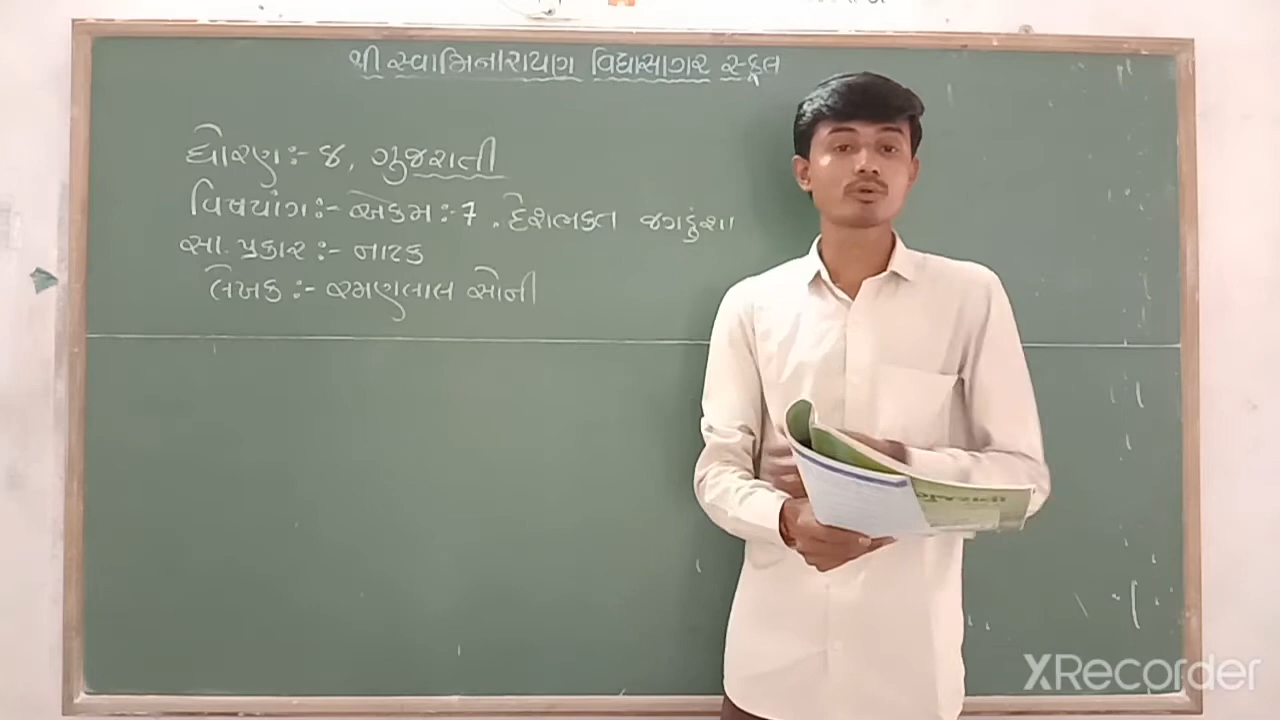 શ્રી સ્વામિનારાયણ વિદ્યાસાગર સ્કૂલ
ધોરણ:- ૪, ગુજરાતી
વિષયાંગ:- એકમ:- 7. દેશભક્ત જગડુંશા
સા. પ્રકાર:- નાટક
લેખક:- રમણલાલ સોની
XRecorder